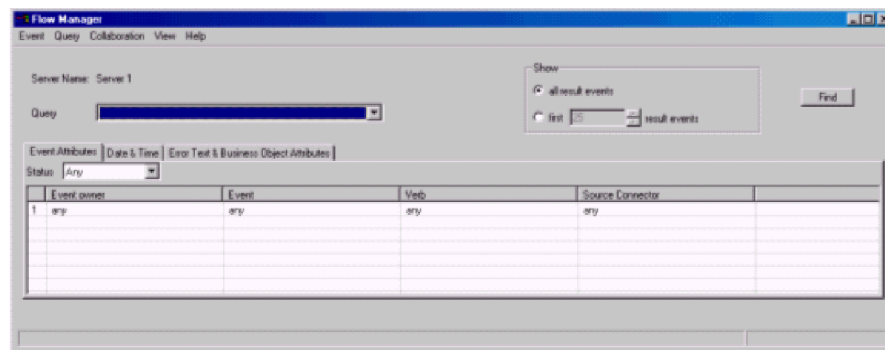 Flow Manager
Event Query Collaboration View Help
Server Name: Server 1
Query
Show
all result events
first 25 result events
Find
Event Attributes Date & Time Error Text & Business Object Attributes
Status Any
Event owner Event Verb Source Connector
1 any any any any